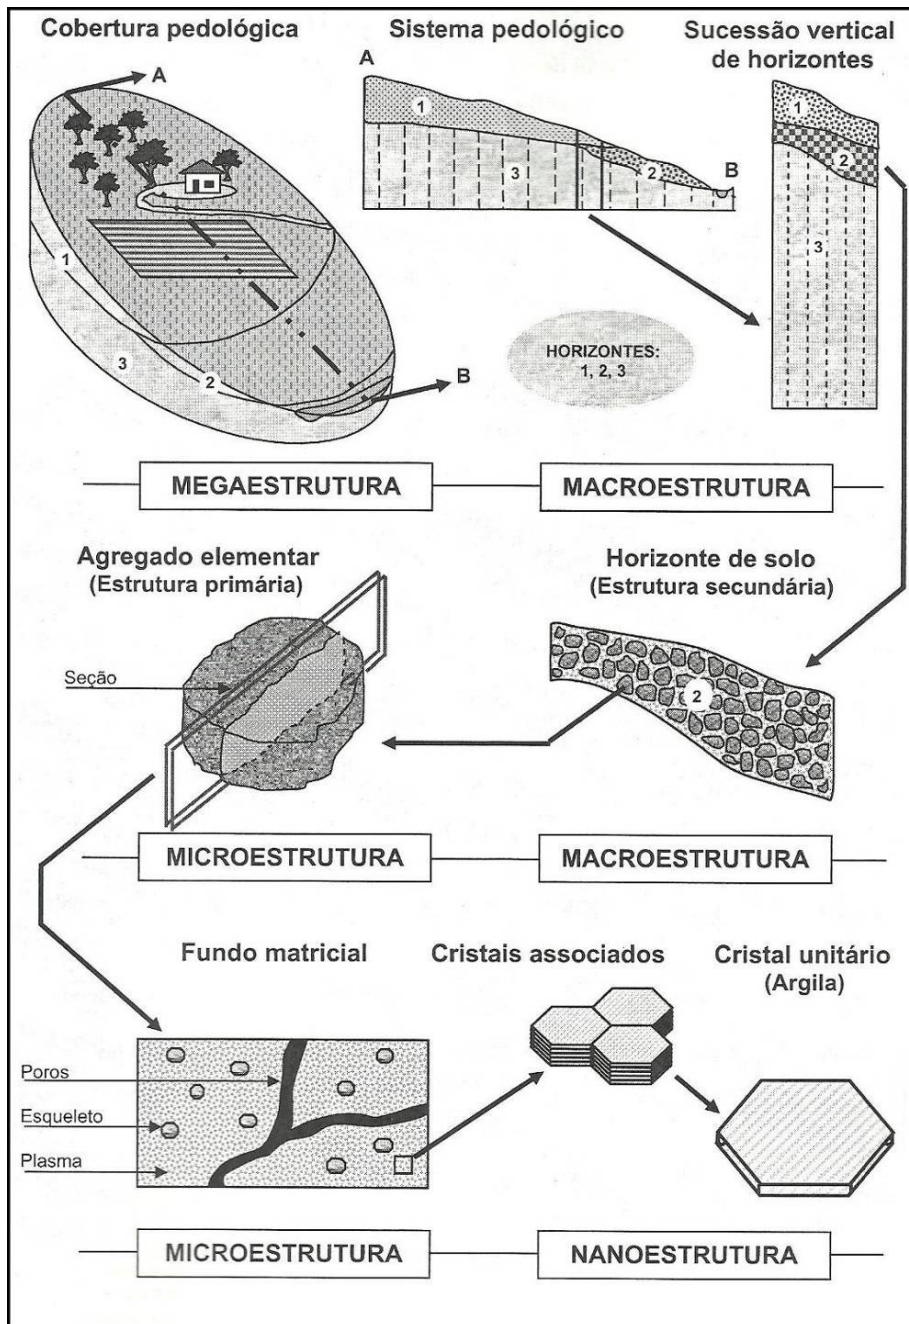 Cobertura pedológica
Sistema pedológico
Sucessão vertical
de horizontes
A
A
1
1
2
3
3
2
B
1
2
3
B
HORIZONTES:
1, 2, 3
MEGAESTRUTURA
MACROESTRUTURA
Agregado elementar
(Estrutura primária)
Horizonte de solo
(Estrutura secundária)
Seção
2
MICROESTRUTURA
MACROESTRUTURA
Fundo matricial
Cristais associados
Cristal unitário
(Argila)
Poros
Esqueleto
Plasma
MICROESTRUTURA
NANOESTRUTURA